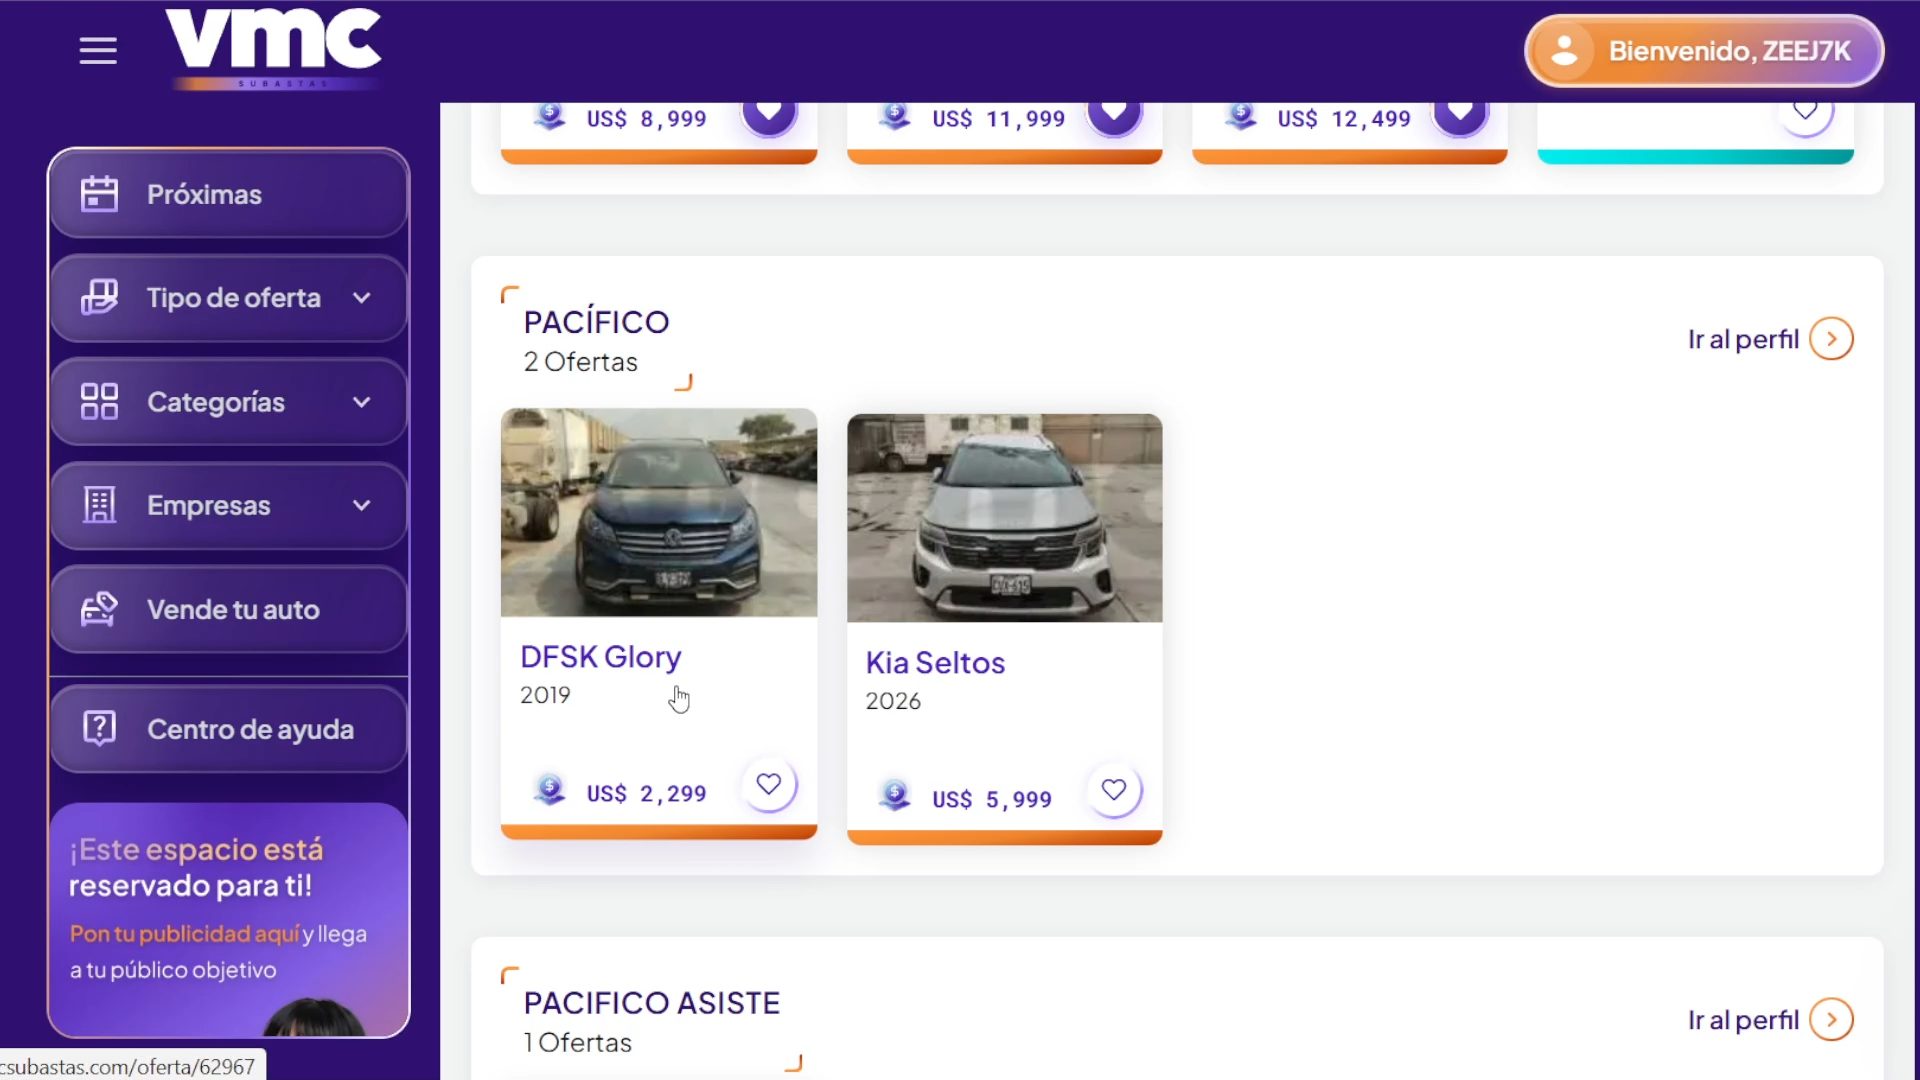 vmc
SUBASTAS
Bienvenido, ZEEJ7K
Próximas
Tipo de oferta
Categorías
Empresas
Vende tu auto
Centro de ayuda
¡Este espacio está
reservado para ti!
Pon tu publicidad aquí y llega
a tu público objetivo
csubastas.com/oferta/62967
US$ 8,999
US$ 11,999
US$ 12,499
PACÍFICO
2 Ofertas
Ir al perfil
DFSK Glory
2019
US$ 2,299
Kia Seltos
2026
US$ 5,999
PACIFICO ASISTE
1 Ofertas
Ir al perfil